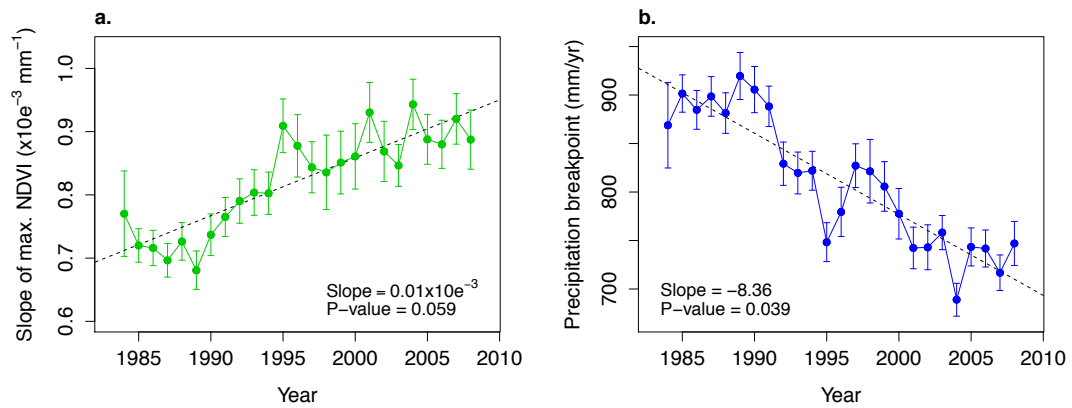 a.
Slope of max. NDVI (x10e⁻³ mm⁻¹)
1.0
0.9
0.8
0.7
0.6
Slope = 0.01x10e⁻³
P−value = 0.059
1985 1990 1995 2000 2005 2010
Year
b.
Precipitation breakpoint (mm/yr)
900
800
700
Slope = −8.36
P−value = 0.039
1985 1990 1995 2000 2005 2010
Year